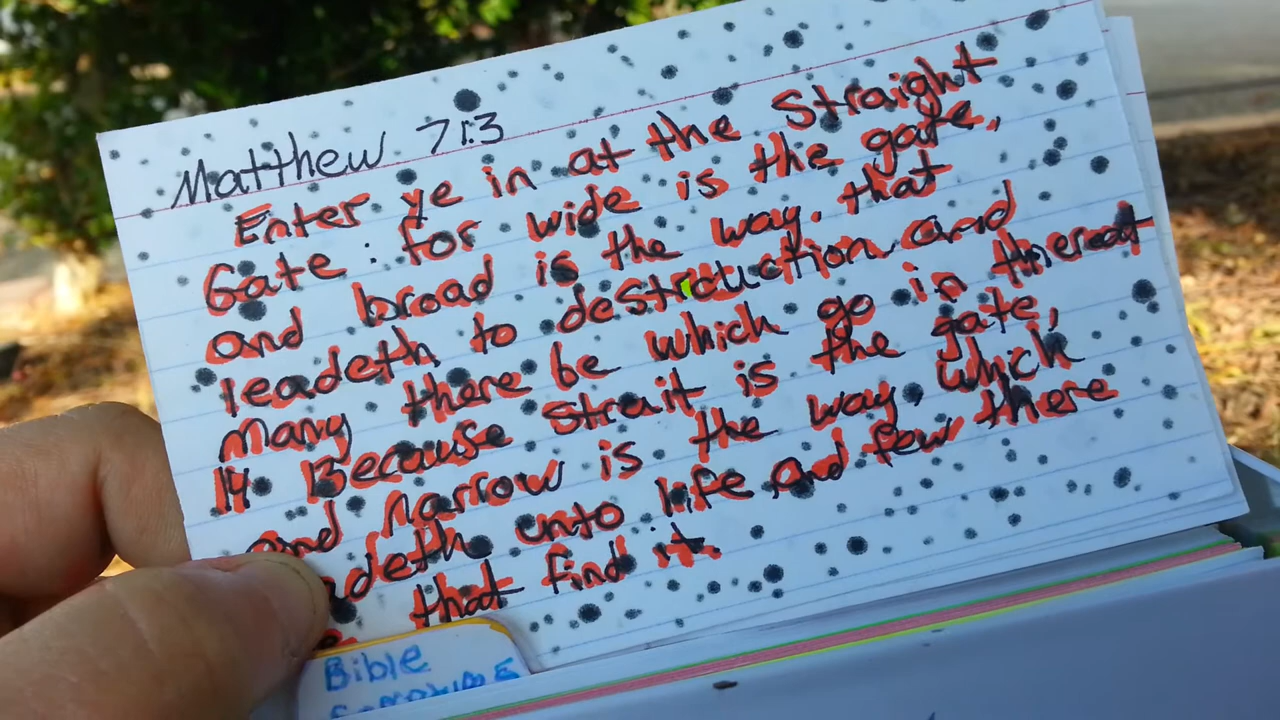 Matthew 7:13
Enter ye in at the Straight
Gate: for wide is the gate,
and broad is the way, that
leadeth to destruction and
many there be which go in thereat
14 Because strait is the gate,
and narrow is the way, which
adeth unto life, and few there
that find it.
Bible